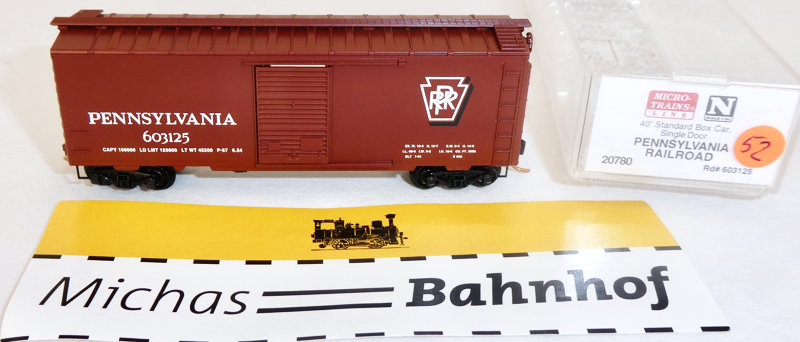 PENNSYLVANIA
603125
CAPY 100000 LD LMT 123800 LT WT 45200 P-57 6.54
PRR
MICRO-
TRAINS
LINE
N
40' Standard Box Car,
Single Door
PENNSYLVANIA
RAILROAD
20780
Rd# 603125
52
Michas Bahnhof